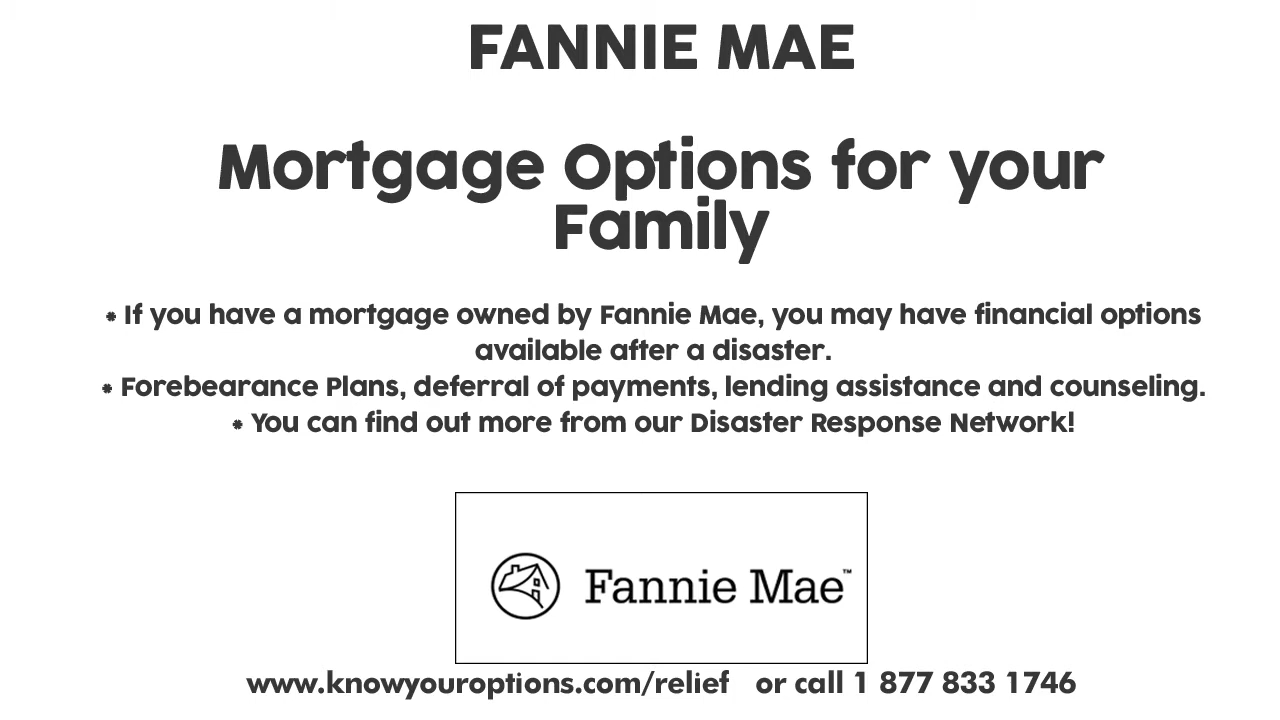 FANNIE MAE
Mortgage Options for your
Family
* If you have a mortgage owned by Fannie Mae, you may have financial options
available after a disaster.
* Forebearance Plans, deferral of payments, lending assistance and counseling.
* You can find out more from our Disaster Response Network!
Fannie Mae™
www.knowyouroptions.com/relief or call 1 877 833 1746